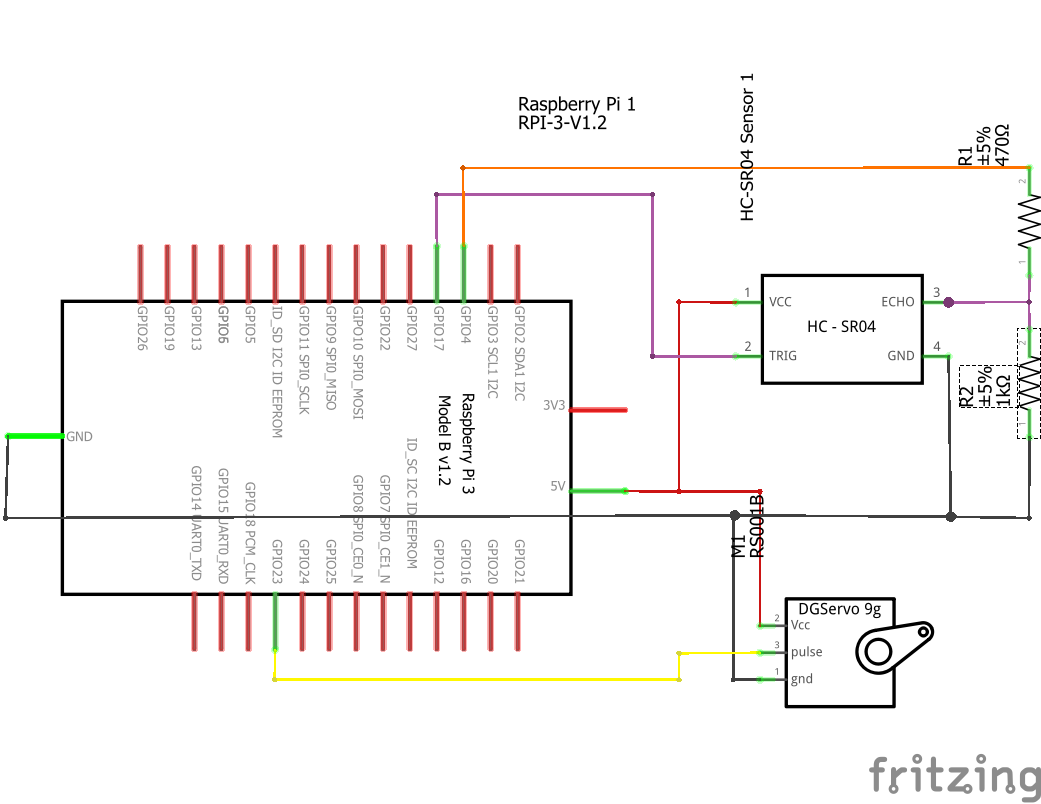 Raspberry Pi 1
RPI-3-V1.2
HC-SR04 Sensor 1
R1
±5%
470Ω
2
1
GPIO26
GPIO19
GPIO13
GPIO6
GPIO5
ID_SD I2C ID EEPROM
GPIO11 SPI0_SCLK
GPIO9 SPI0_MISO
GIPO10 SPI0_MOSI
GPIO22
GPIO27
GPIO17
GPIO4
GPIO3 SCL1 I2C
GPIO2 SDA1 I2C
Raspberry Pi 3
Model B v1.2
3V3
GND
5V
1
VCC
2
TRIG
HC - SR04
ECHO
3
GND
4
R2
±5%
1kΩ
2
1
GPIO14 UART0_TXD
GPIO15 UART0_RXD
GPIO18 PCM_CLK
GPIO23
GPIO24
GPIO25
GPIO8 SPI0_CE0_N
GPIO7 SPI0_CE1_N
ID_SC I2C ID EEPROM
GPIO12
GPIO16
GPIO20
GPIO21
M1
RS001B
DGServo 9g
2
Vcc
3
pulse
1
gnd
fritzing